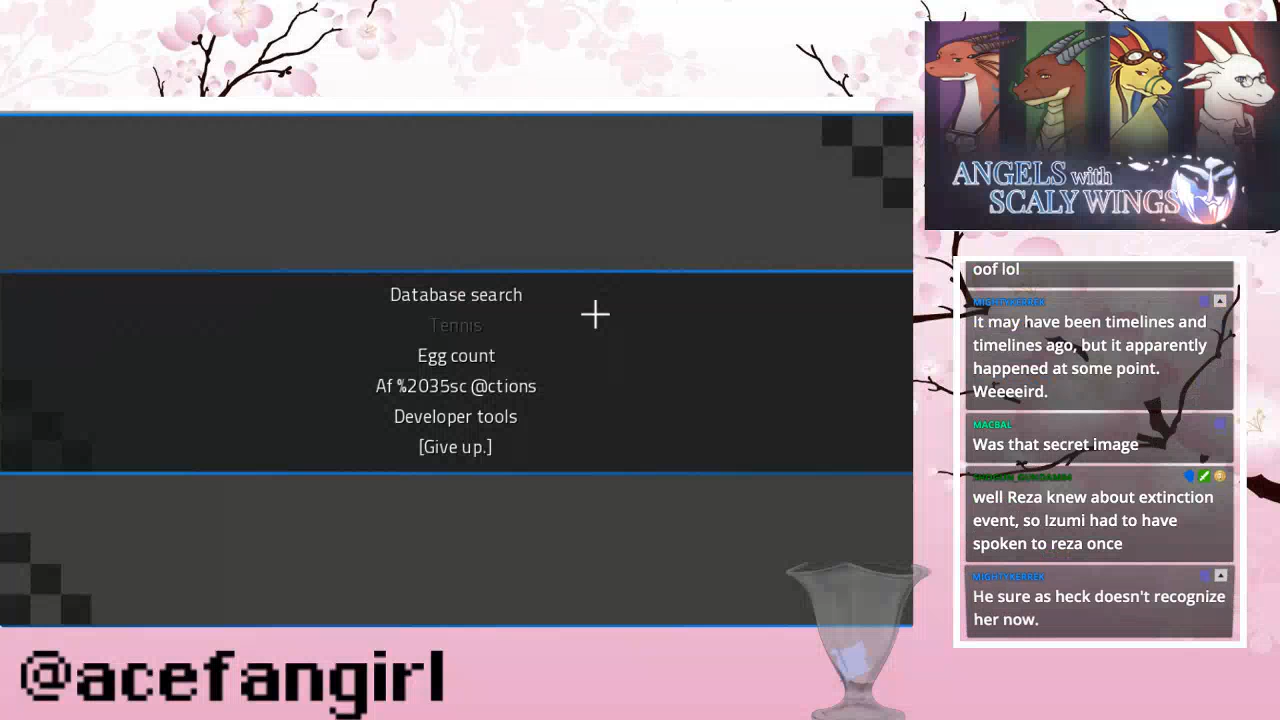 Database search
Tennis
Egg count
Af %2035sc @ctions
Developer tools
[Give up.]
@acefangirl
ANGELS with
SCALY WINGS
oof lol
MIGHTYKERREK
It may have been timelines and
timelines ago, but it apparently
happened at some point.
Weeeeird.
MACBAL
Was that secret image
well Reza knew about extinction
event, so Izumi had to have
spoken to reza once
MIGHTYKERREK
He sure as heck doesn't recognize
her now.